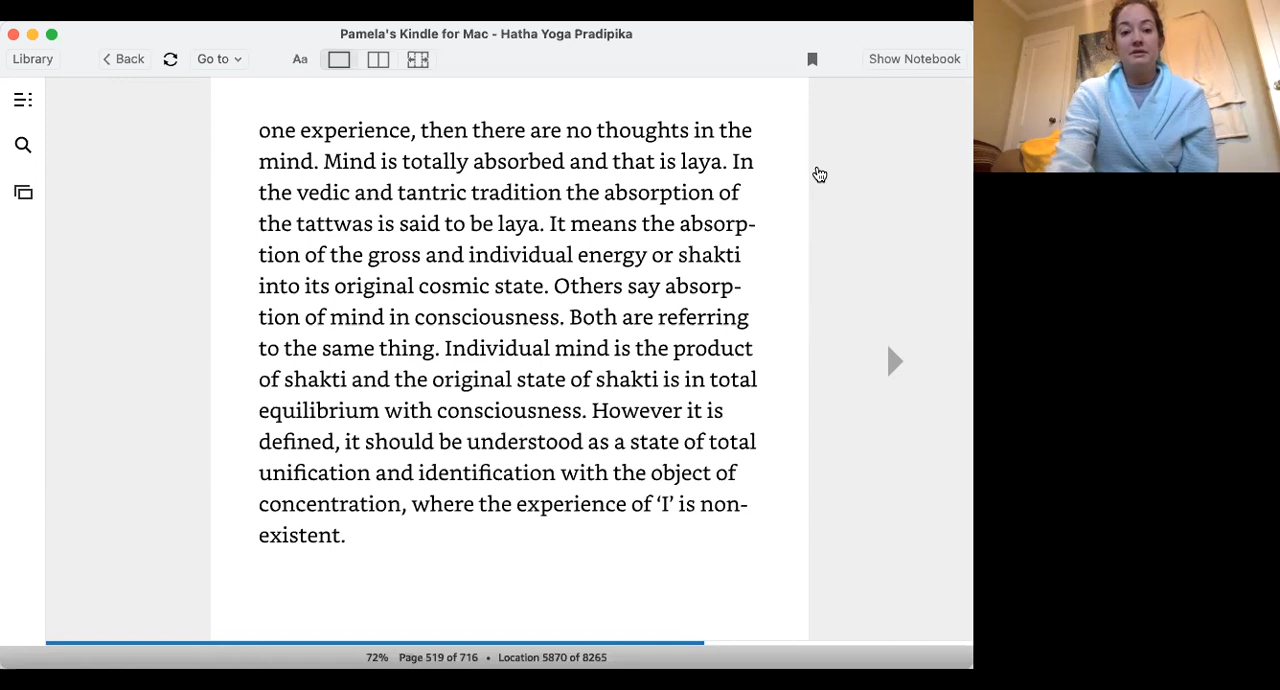 Pamela's Kindle for Mac - Hatha Yoga Pradipika
Library
Back
Go to
Aa
Show Notebook
one experience, then there are no thoughts in the
mind. Mind is totally absorbed and that is laya. In
the vedic and tantric tradition the absorption of
the tattwas is said to be laya. It means the absorp-
tion of the gross and individual energy or shakti
into its original cosmic state. Others say absorp-
tion of mind in consciousness. Both are referring
to the same thing. Individual mind is the product
of shakti and the original state of shakti is in total
equilibrium with consciousness. However it is
defined, it should be understood as a state of total
unification and identification with the object of
concentration, where the experience of ‘I’ is non-
existent.
72% Page 519 of 716 • Location 5870 of 8265